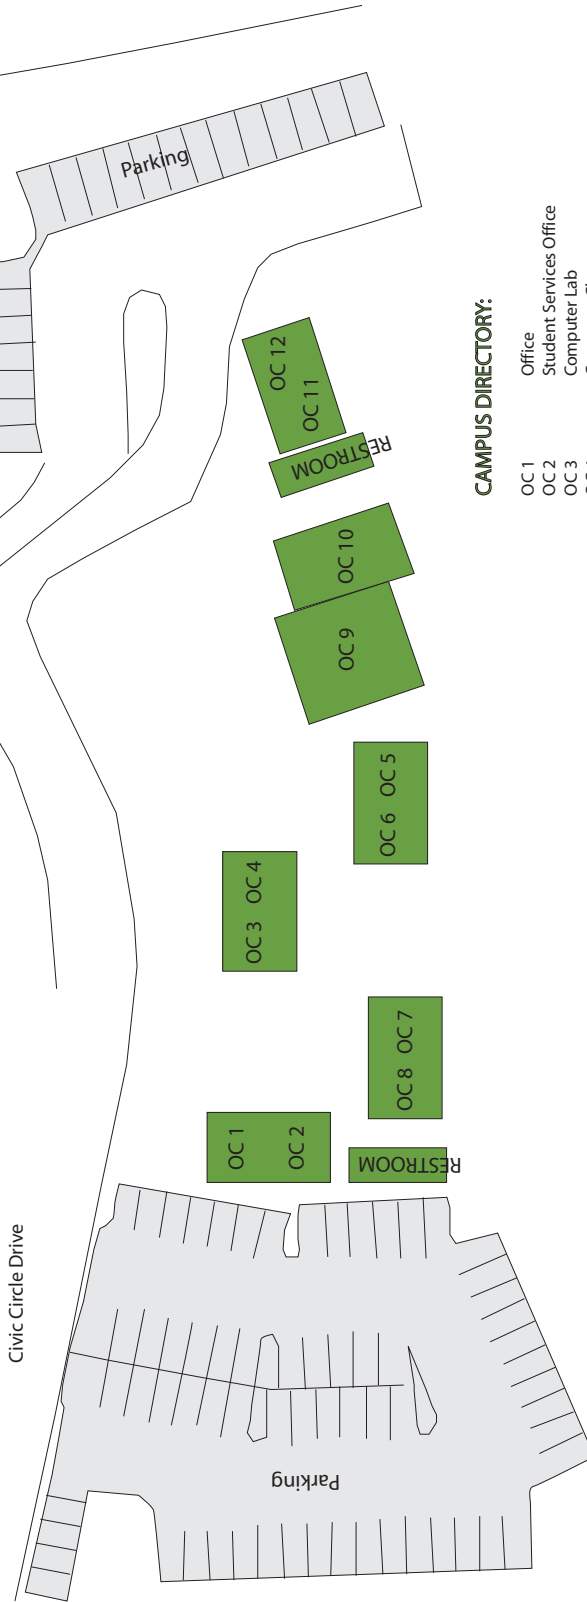 Civic Circle Drive
Parking
Parking
OC 1
OC 2
RESTROOM
OC 8 OC 7
OC 3 OC 4
OC 6 OC 5
OC 9
OC 10
RESTROOM
OC 11
OC 12
CAMPUS DIRECTORY:
OC 1 Office
OC 2 Student Services Office
OC 3 Computer Lab